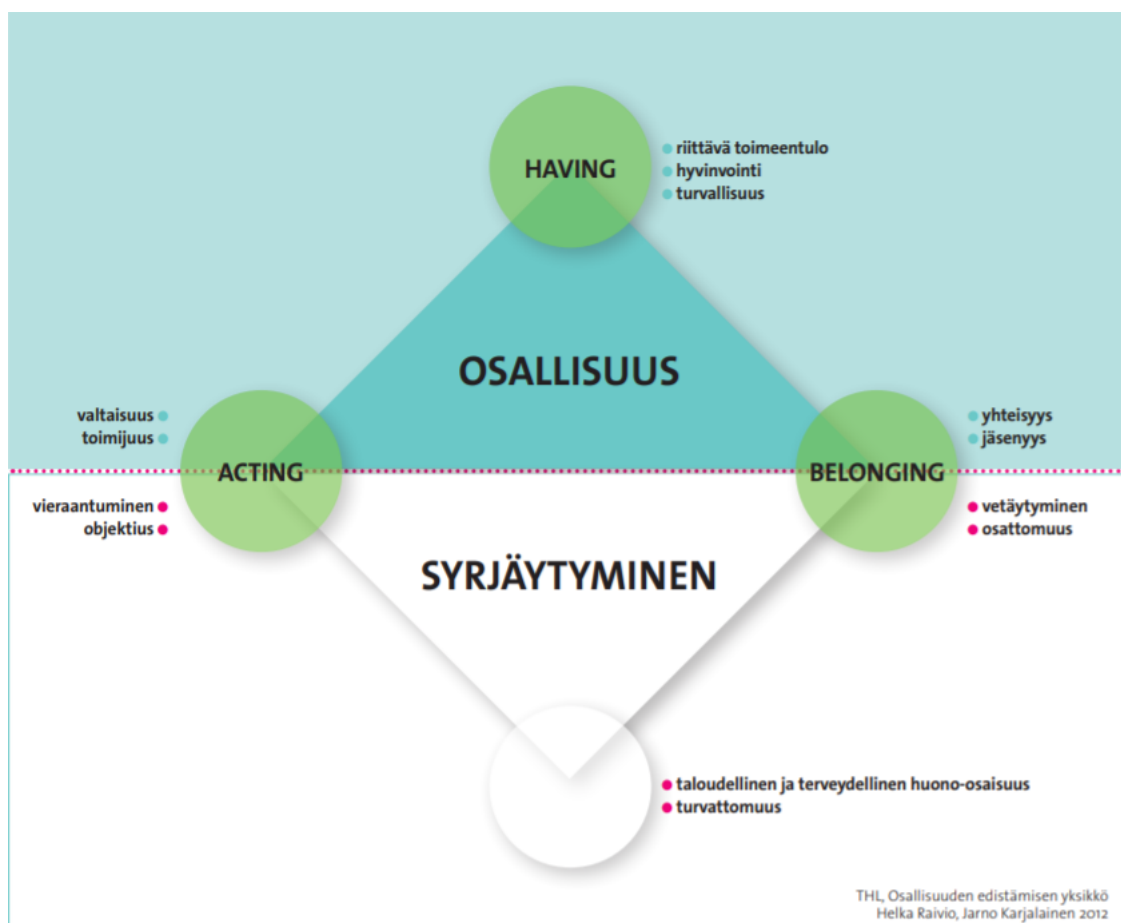 HAVING
riittävä toimeentulo
hyvinvointi
turvallisuus
OSALLISUUS
valtaisuus
toimijuus
ACTING
vieraantuminen
objektius
yhteisyys
jäsenyys
BELONGING
vetäytyminen
osattomuus
SYRJÄYTYMINEN
taloudellinen ja terveydellinen huono-osaisuus
turvattomuus
THL, Osallisuuden edistämisen yksikkö
Helka Raivio, Jarno Karjalainen 2012